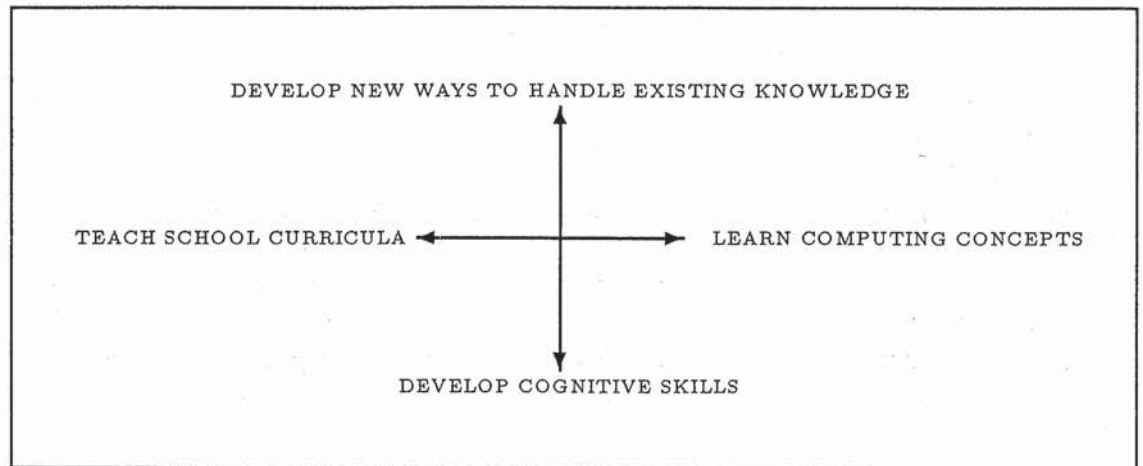 DEVELOP NEW WAYS TO HANDLE EXISTING KNOWLEDGE
TEACH SCHOOL CURRICULA
LEARN COMPUTING CONCEPTS
DEVELOP COGNITIVE SKILLS